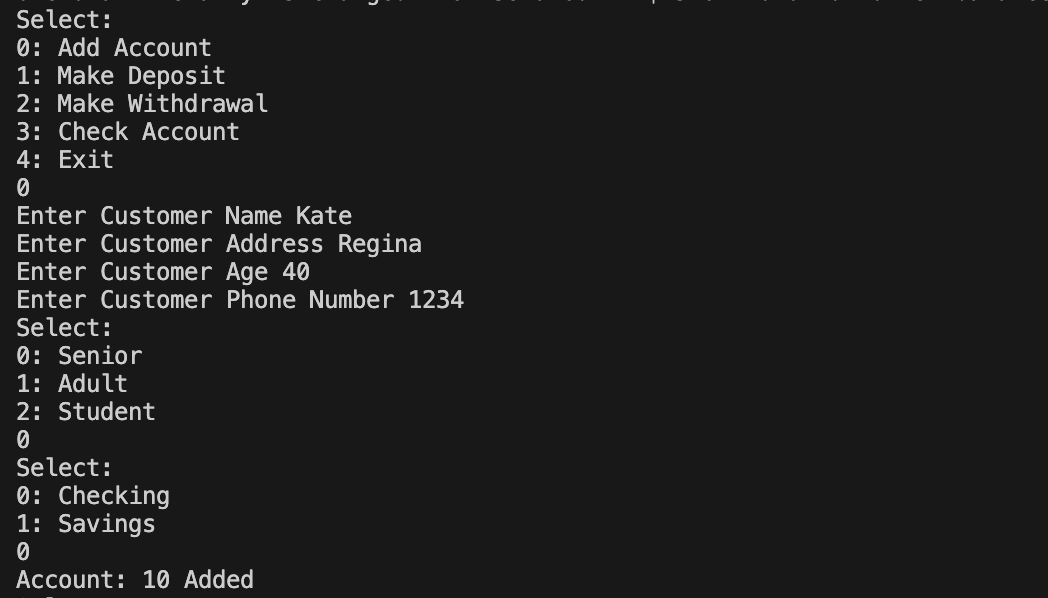 Select:
0: Add Account
1: Make Deposit
2: Make Withdrawal
3: Check Account
4: Exit
0
Enter Customer Name Kate
Enter Customer Address Regina
Enter Customer Age 40
Enter Customer Phone Number 1234
Select:
0: Senior
1: Adult
2: Student
0
Select:
0: Checking
1: Savings
0
Account: 10 Added